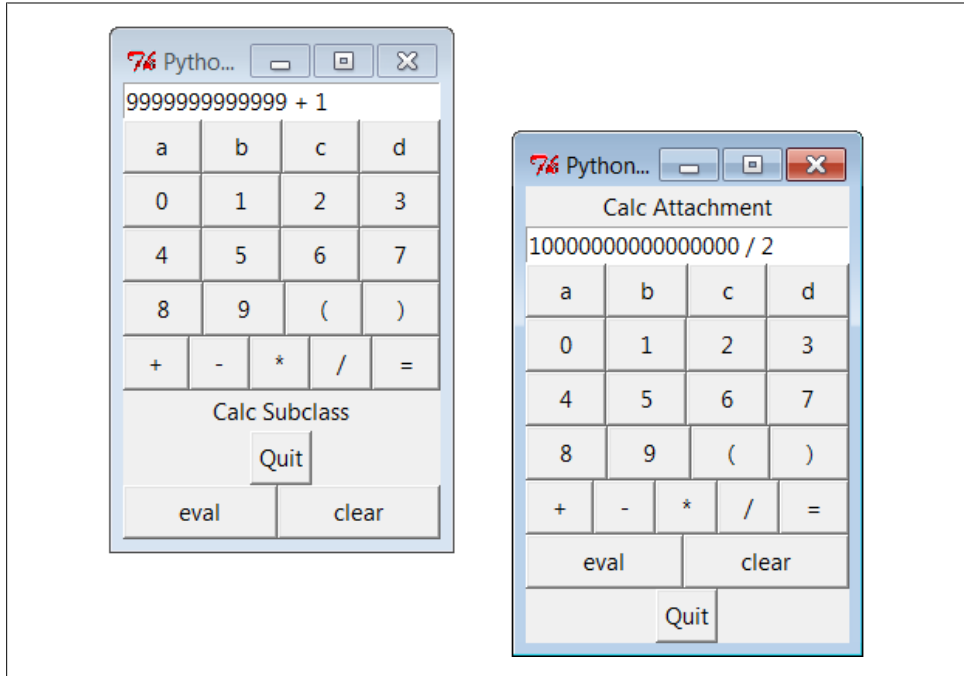 Pytho...
9999999999999 + 1
a b c d
0 1 2 3
4 5 6 7
8 9 ( )
+ - * / =
Calc Subclass
Quit
eval clear
Python...
Calc Attachment
10000000000000000 / 2
a b c d
0 1 2 3
4 5 6 7
8 9 ( )
+ - * / =
eval clear
Quit